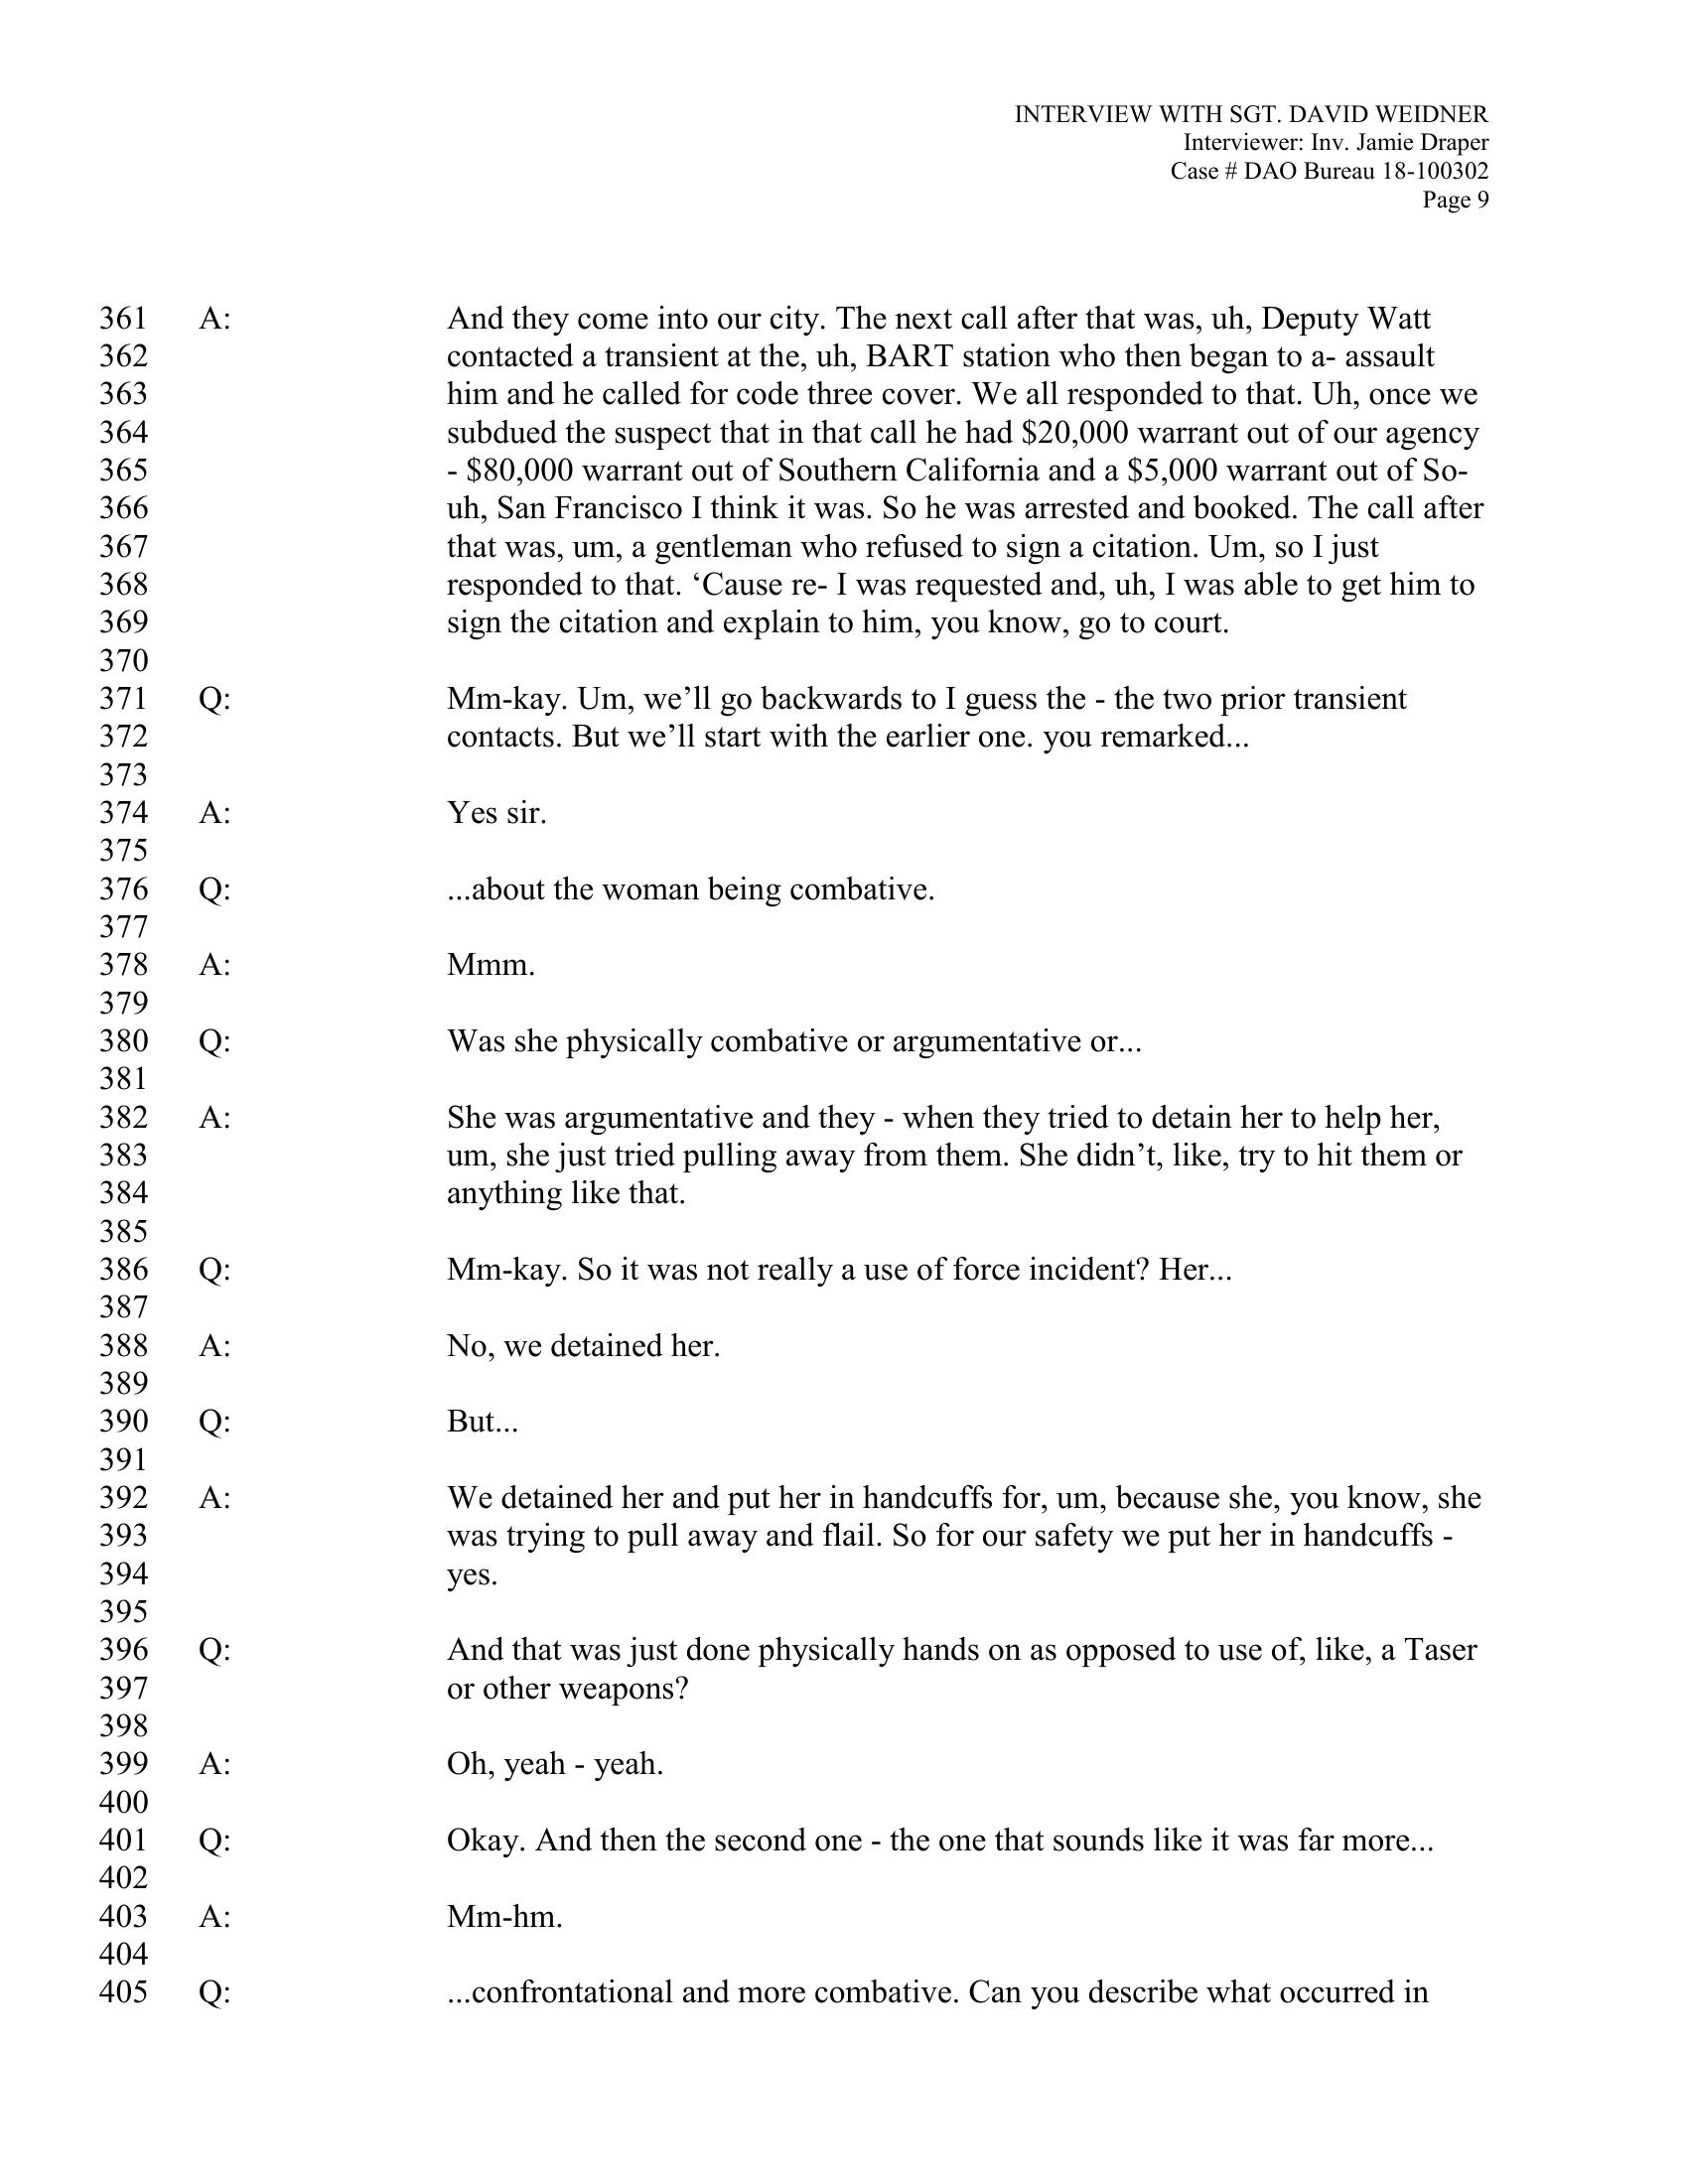 INTERVIEW WITH SGT. DAVID WEIDNER
Interviewer: Inv. Jamie Draper
Case # DAO Bureau 18-100302
Page 9
361 A: And they come into our city. The next call after that was, uh, Deputy Watt
362 contacted a transient at the, uh, BART station who then began to a- assault
363 him and he called for code three cover. We all responded to that. Uh, once we
364 subdued the suspect that in that call he had $20,000 warrant out of our agency
365 - $80,000 warrant out of Southern California and a $5,000 warrant out of So-
366 uh, San Francisco I think it was. So he was arrested and booked. The call after
367 that was, um, a gentleman who refused to sign a citation. Um, so I just
368 responded to that. ‘Cause re- I was requested and, uh, I was able to get him to
369 sign the citation and explain to him, you know, go to court.
370
371 Q: Mm-kay. Um, we’ll go backwards to I guess the - the two prior transient
372 contacts. But we’ll start with the earlier one. you remarked...
373
374 A: Yes sir.
375
376 Q: ...about the woman being combative.
377
378 A: Mmm.
379
380 Q: Was she physically combative or argumentative or...
381
382 A: She was argumentative and they - when they tried to detain her to help her,
383 um, she just tried pulling away from them. She didn’t, like, try to hit them or
384 anything like that.
385
386 Q: Mm-kay. So it was not really a use of force incident? Her...
387
388 A: No, we detained her.
389
390 Q: But...
391
392 A: We detained her and put her in handcuffs for, um, because she, you know, she
393 was trying to pull away and flail. So for our safety we put her in handcuffs -
394 yes.
395
396 Q: And that was just done physically hands on as opposed to use of, like, a Taser
397 or other weapons?
398
399 A: Oh, yeah - yeah.
400
401 Q: Okay. And then the second one - the one that sounds like it was far more...
402
403 A: Mm-hm.
404
405 Q: ...confrontational and more combative. Can you describe what occurred in